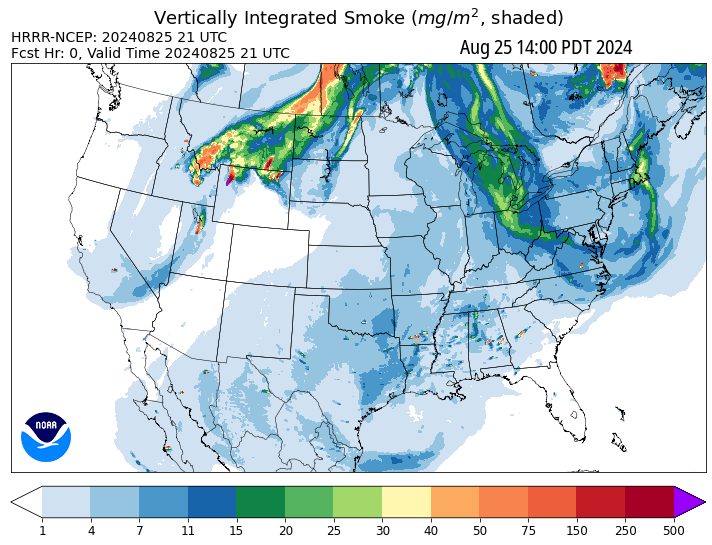 Vertically Integrated Smoke (mg/m², shaded)
HRRR-NCEP: 20240825 21 UTC
Fcst Hr: 0, Valid Time 20240825 21 UTC
Aug 25 14:00 PDT 2024
NOAA
1 4 7 11 15 20 25 30 40 50 75 150 250 500